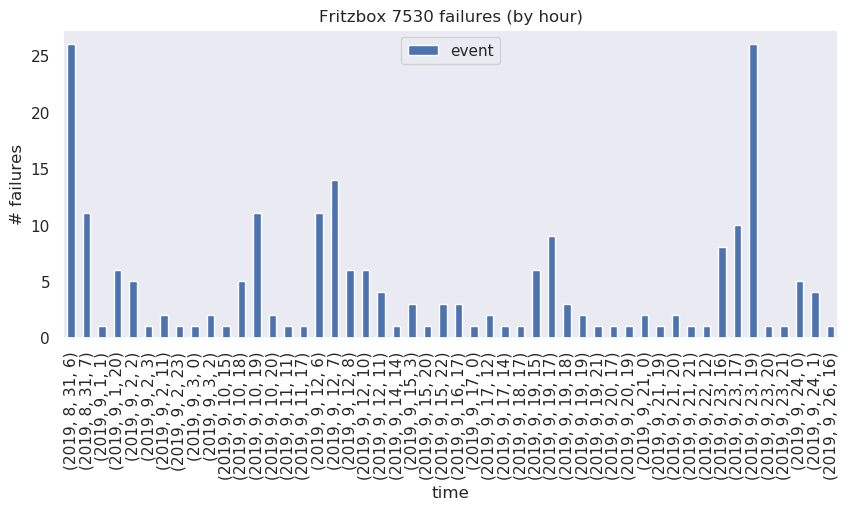 Fritzbox 7530 failures (by hour)
event
# failures
25
20
15
10
5
0
(2019, 8, 31, 6)
(2019, 8, 31, 7)
(2019, 9, 1, 1)
(2019, 9, 1, 20)
(2019, 9, 2, 2)
(2019, 9, 2, 3)
(2019, 9, 2, 11)
(2019, 9, 2, 23)
(2019, 9, 3, 0)
(2019, 9, 3, 2)
(2019, 9, 10, 15)
(2019, 9, 10, 18)
(2019, 9, 10, 19)
(2019, 9, 10, 20)
(2019, 9, 11, 11)
(2019, 9, 11, 17)
(2019, 9, 12, 6)
(2019, 9, 12, 7)
(2019, 9, 12, 8)
(2019, 9, 12, 10)
(2019, 9, 12, 11)
(2019, 9, 14, 14)
(2019, 9, 15, 3)
(2019, 9, 15, 20)
(2019, 9, 15, 22)
(2019, 9, 16, 17)
(2019, 9, 17, 0)
(2019, 9, 17, 12)
(2019, 9, 17, 14)
(2019, 9, 18, 17)
(2019, 9, 19, 15)
(2019, 9, 19, 17)
(2019, 9, 19, 18)
(2019, 9, 19, 19)
(2019, 9, 19, 21)
(2019, 9, 20, 17)
(2019, 9, 20, 19)
(2019, 9, 21, 0)
(2019, 9, 21, 19)
(2019, 9, 21, 20)
(2019, 9, 21, 21)
(2019, 9, 22, 12)
(2019, 9, 23, 16)
(2019, 9, 23, 17)
(2019, 9, 23, 19)
(2019, 9, 23, 20)
(2019, 9, 23, 21)
(2019, 9, 24, 0)
(2019, 9, 24, 1)
(2019, 9, 26, 16)
time